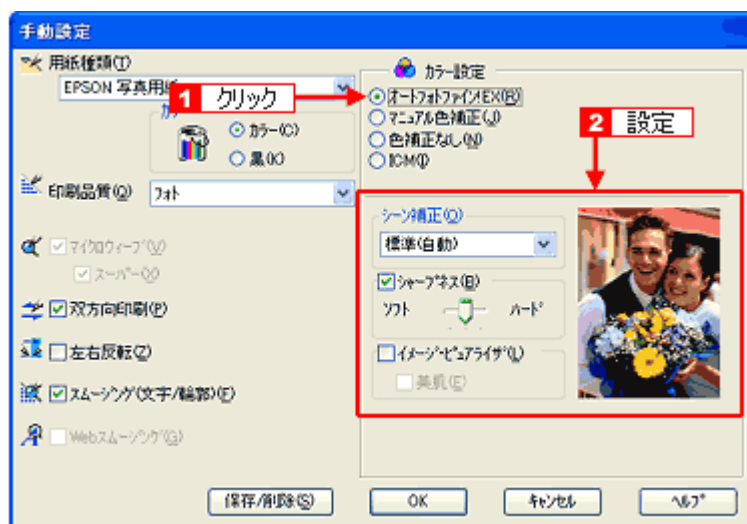 手動設定
用紙種類(T)
EPSON 写真用紙
1 クリック
カラー
カラー(C)
黒(K)
印刷品質(Q)
フォト
マイクロウィーブ(V)
スーパー(X)
双方向印刷(P)
左右反転(Z)
スムージング(文字/輪郭)(F)
Webスムージング(G)
カラー設定
オートフォトファイン!EX(R)
マニュアル色補正(J)
色補正なし(N)
ICM(I)
2 設定
シーン補正(O)
標準(自動)
シャープネス(B)
ソフト
ハード
イメージ・ピュアライザ(L)
美肌(E)
保存/削除(S)
OK
キャンセル
ヘルプ